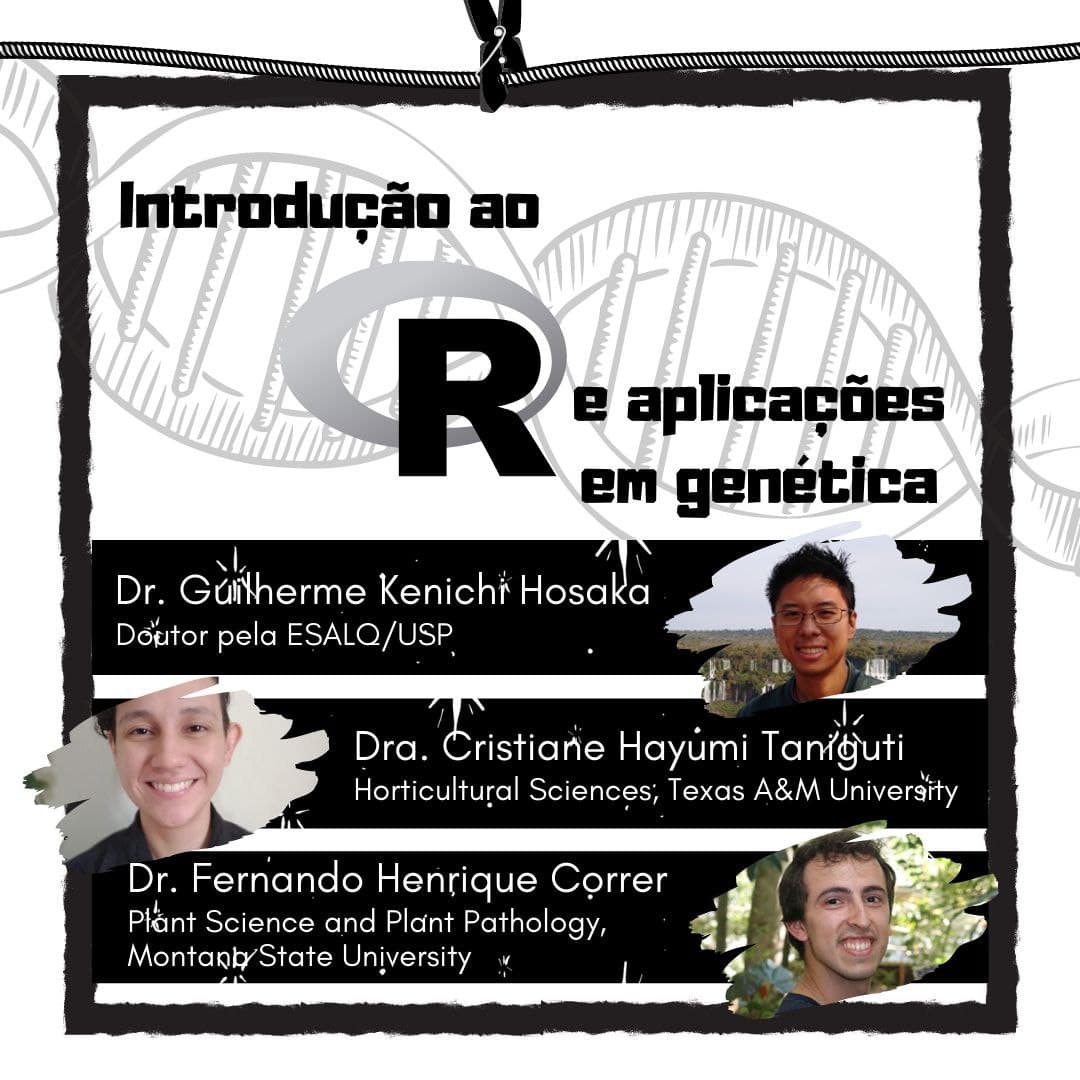 Introdução ao
R
e aplicações
em genética
Dr. Guilherme Kenichi Hosaka
Doutor pela ESALQ/USP
Dra. Cristiane Hayumi Taniguti
Horticultural Sciences, Texas A&M University
Dr. Fernando Henrique Correr
Plant Science and Plant Pathology,
Montana State University